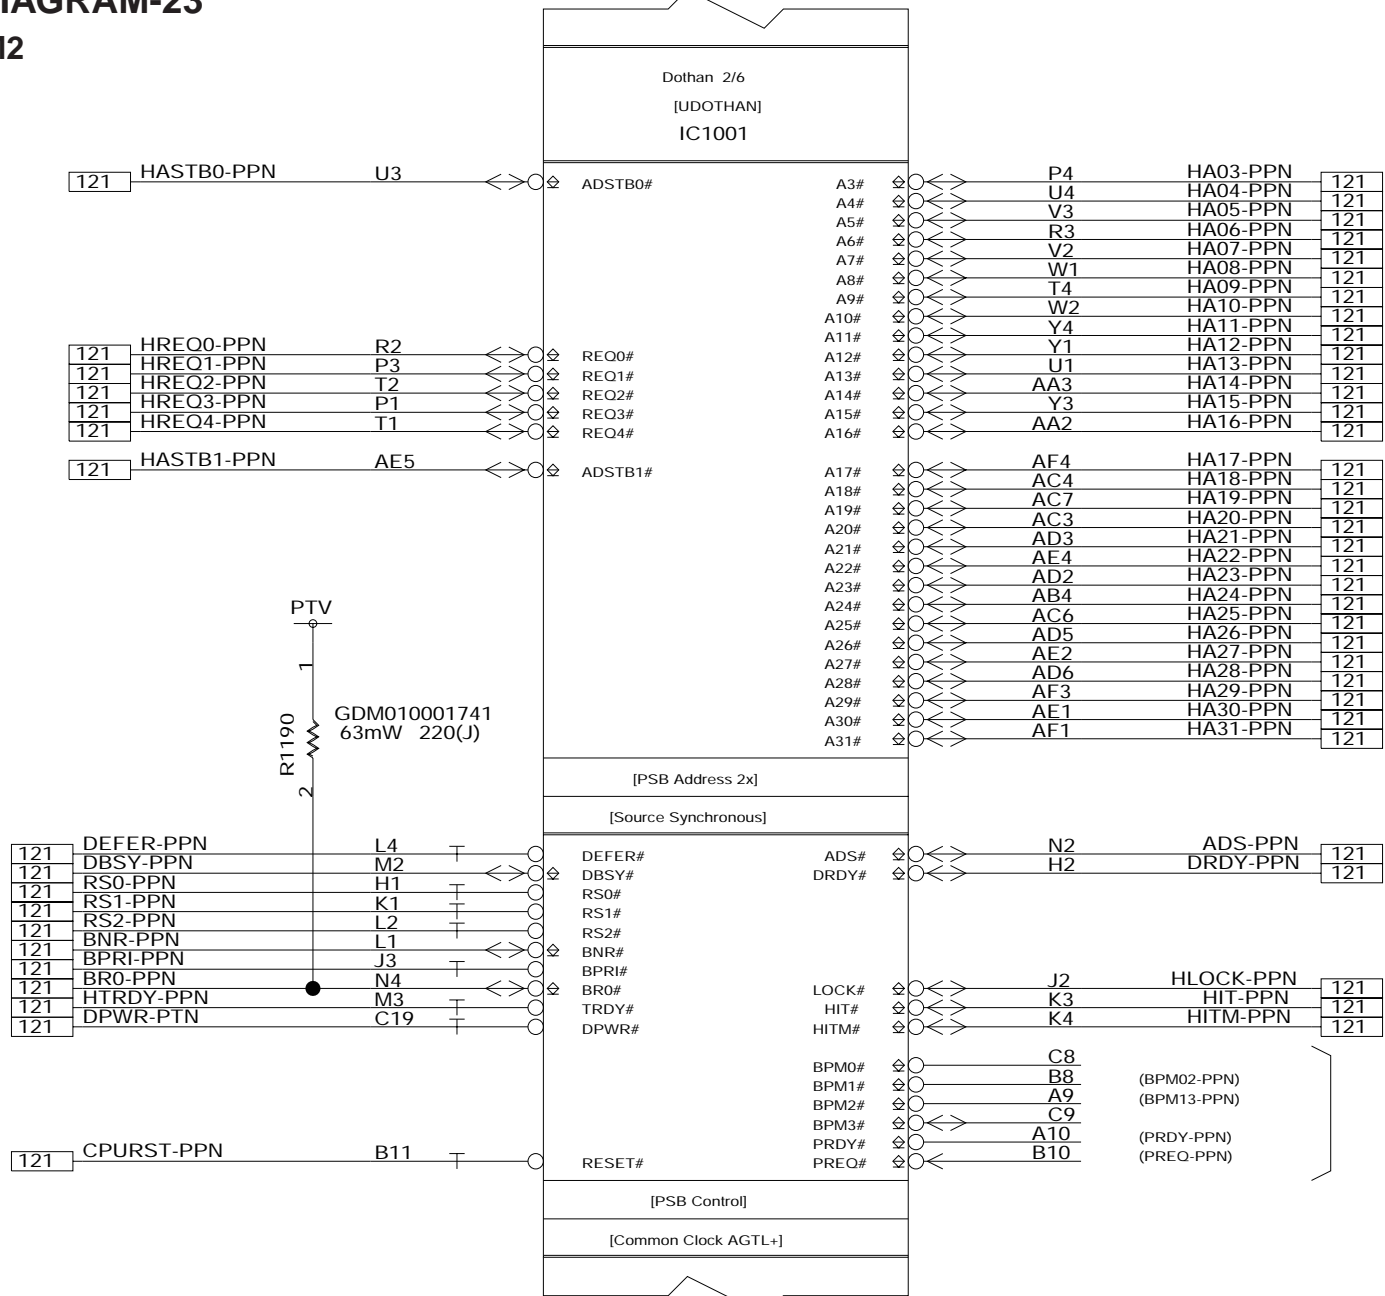 IAGRAM-23
M2
Dothan 2/6
[UDOTHAN]
IC1001
121 HASTB0-PPN U3 ADSTB0# A3# P4 HA03-PPN 121
A4# U4 HA04-PPN 121
A5# V3 HA05-PPN 121
A6# R3 HA06-PPN 121
A7# V2 HA07-PPN 121
A8# W1 HA08-PPN 121
A9# T4 HA09-PPN 121
A10# W2 HA10-PPN 121
A11# Y4 HA11-PPN 121
121 HREQ0-PPN R2 REQ0# A12# Y1 HA12-PPN 121
121 HREQ1-PPN P3 REQ1# A13# U1 HA13-PPN 121
121 HREQ2-PPN T2 REQ2# A14# AA3 HA14-PPN 121
121 HREQ3-PPN P1 REQ3# A15# Y3 HA15-PPN 121
121 HREQ4-PPN T1 REQ4# A16# AA2 HA16-PPN 121
121 HASTB1-PPN AE5 ADSTB1# A17# AF4 HA17-PPN 121
A18# AC4 HA18-PPN 121
A19# AC7 HA19-PPN 121
A20# AC3 HA20-PPN 121
A21# AD3 HA21-PPN 121
A22# AE4 HA22-PPN 121
A23# AD2 HA23-PPN 121
A24# AB4 HA24-PPN 121
A25# AC6 HA25-PPN 121
A26# AD5 HA26-PPN 121
A27# AE2 HA27-PPN 121
A28# AD6 HA28-PPN 121
A29# AF3 HA29-PPN 121
A30# AE1 HA30-PPN 121
A31# AF1 HA31-PPN 121
PTV
1
R1190
GDM010001741
63mW 220(J)
2
[PSB Address 2x]
[Source Synchronous]
121 DEFER-PPN L4 DEFER# ADS# N2 ADS-PPN 121
121 DBSY-PPN M2 DBSY# DRDY# H2 DRDY-PPN 121
121 RS0-PPN H1 RS0#
121 RS1-PPN K1 RS1#
121 RS2-PPN L2 RS2#
121 BNR-PPN L1 BNR#
121 BPRI-PPN J3 BPRI#
121 BR0-PPN N4 BR0# LOCK# J2 HLOCK-PPN 121
121 HTRDY-PPN M3 TRDY# HIT# K3 HIT-PPN 121
121 DPWR-PTN C19 DPWR# HITM# K4 HITM-PPN 121
BPM0# C8
BPM1# B8 (BPM02-PPN)
BPM2# A9 (BPM13-PPN)
BPM3# C9
PRDY# A10 (PRDY-PPN)
121 CPURST-PPN B11 RESET# PREQ# B10 (PREQ-PPN)
[PSB Control]
[Common Clock AGTL+]